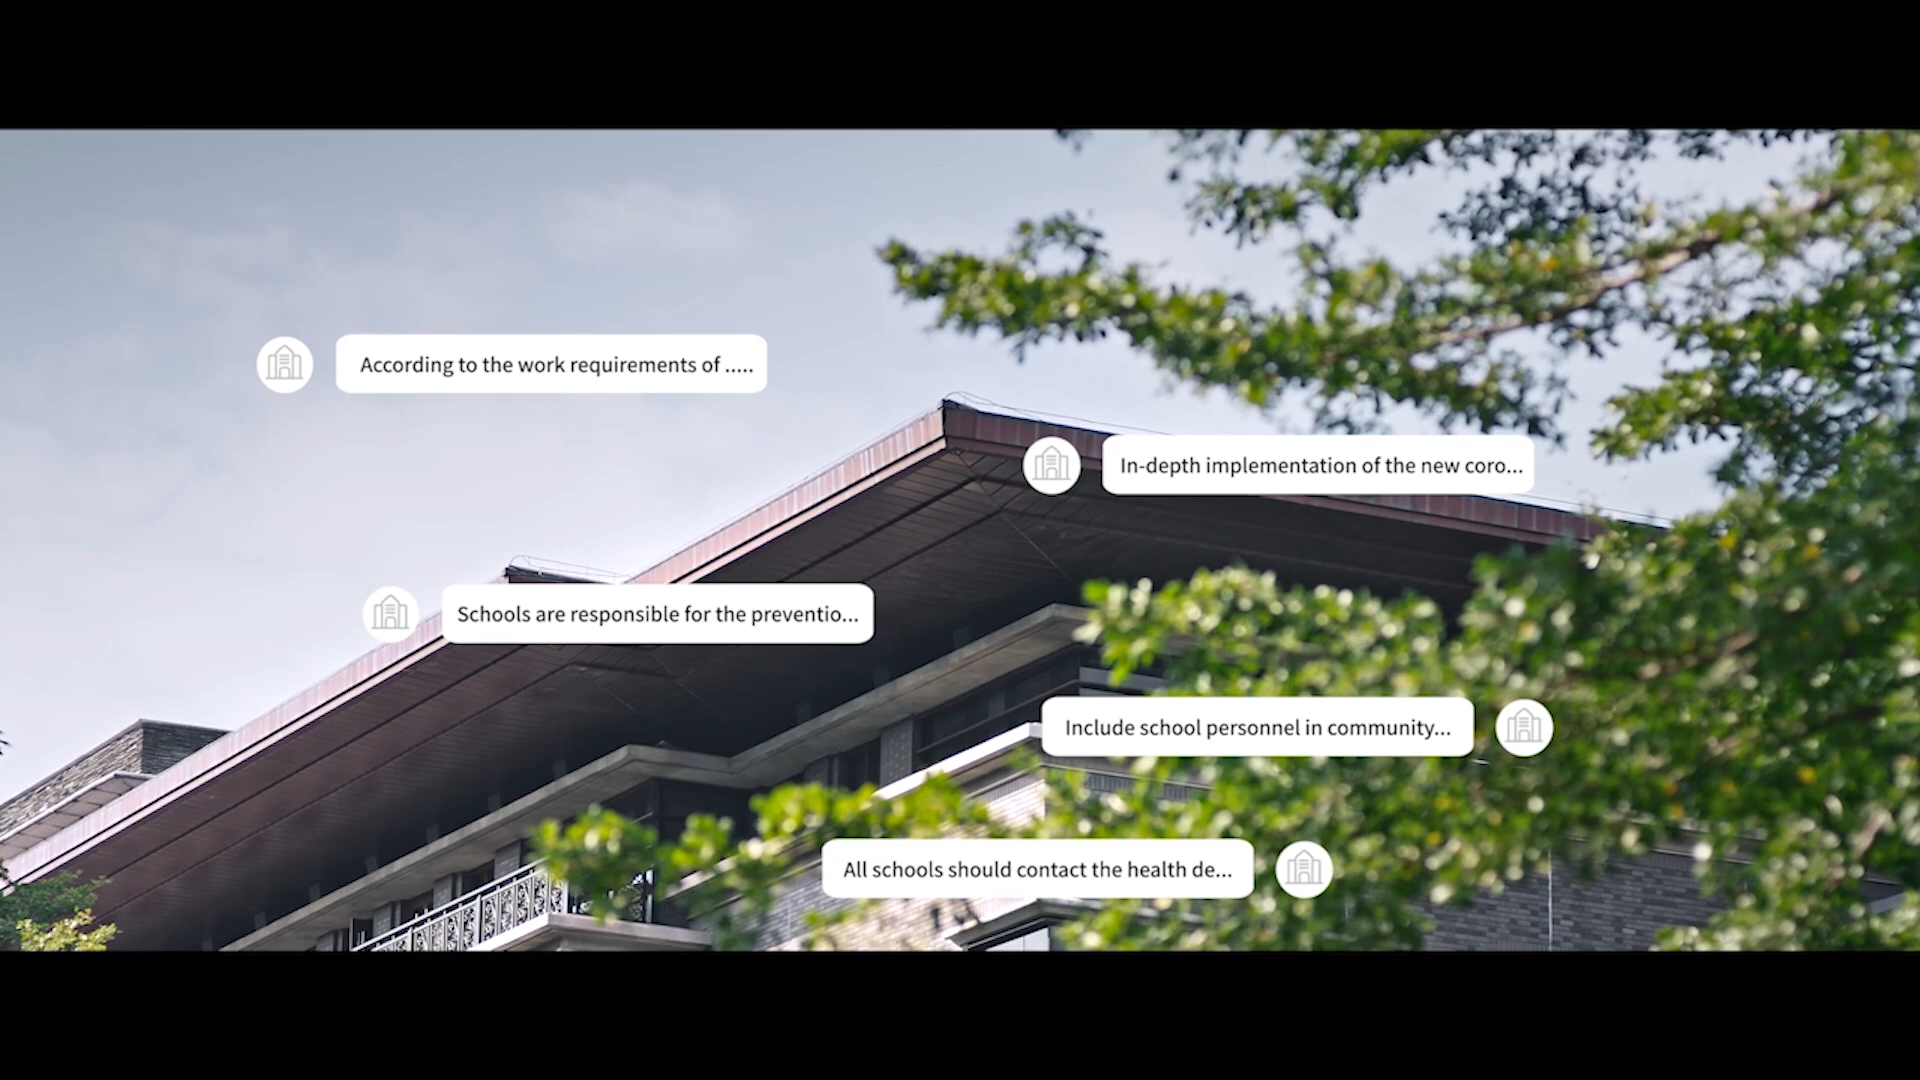 According to the work requirements of .....
In-depth implementation of the new coro...
Schools are responsible for the preventio...
Include school personnel in community...
All schools should contact the health de...